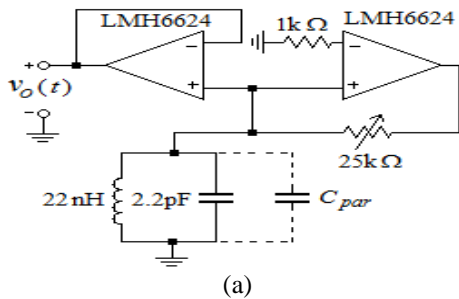 LMH6624
1kΩ
LMH6624
−
+
−
+
+
v_O(t)
−
25kΩ
22nH
2.2pF
C_par
(a)